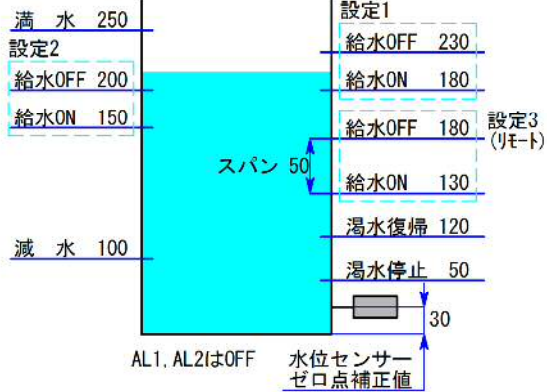 満 水 250
設定2
給水OFF 200
給水ON 150
減 水 100
設定1
給水OFF 230
給水ON 180
給水OFF 180
設定3
(リモート)
スパン 50
給水ON 130
渇水復帰 120
渇水停止 50
30
AL1, AL2はOFF
水位センサー
ゼロ点補正値